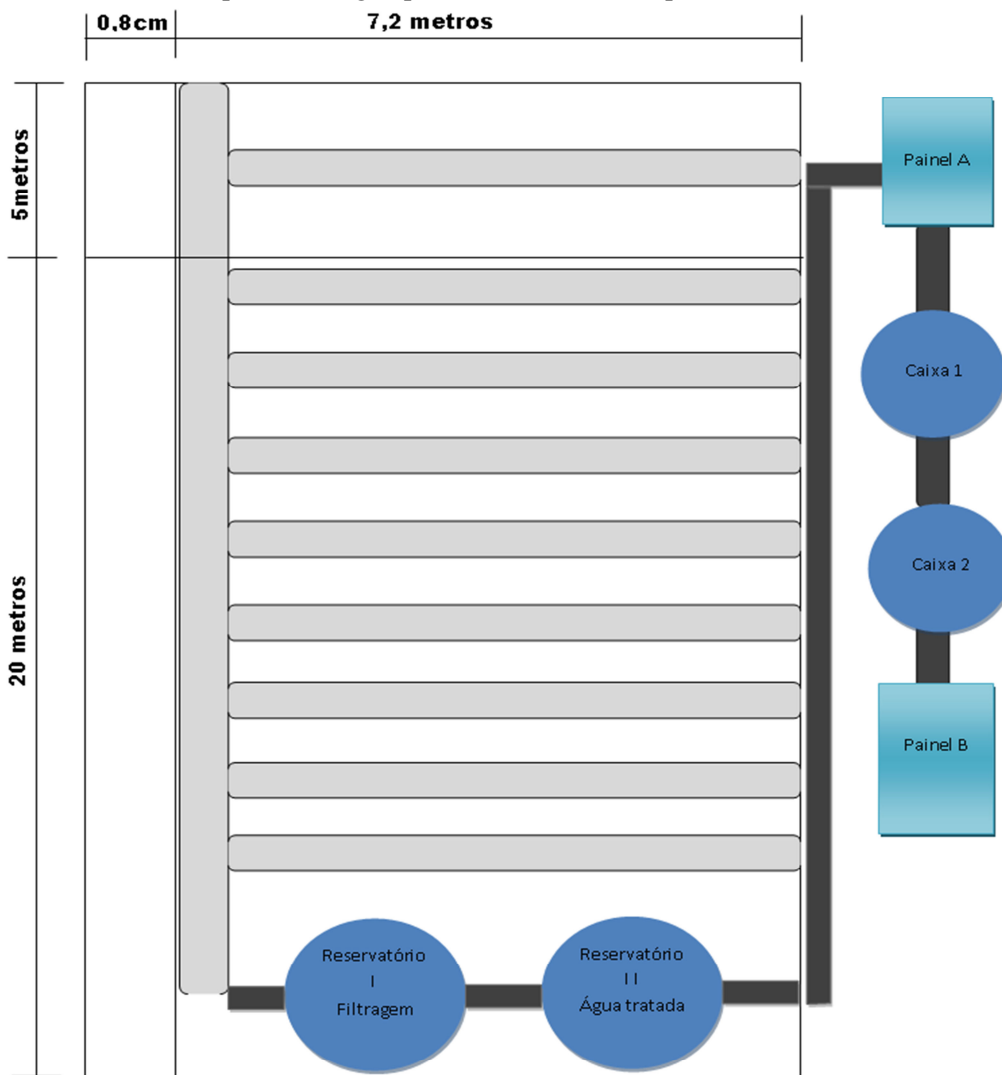 0,8cm
7,2 metros
5metros
20 metros
Painel A
Caixa 1
Caixa 2
Painel B
Reservatório
I
Filtragem
Reservatório
II
Água tratada